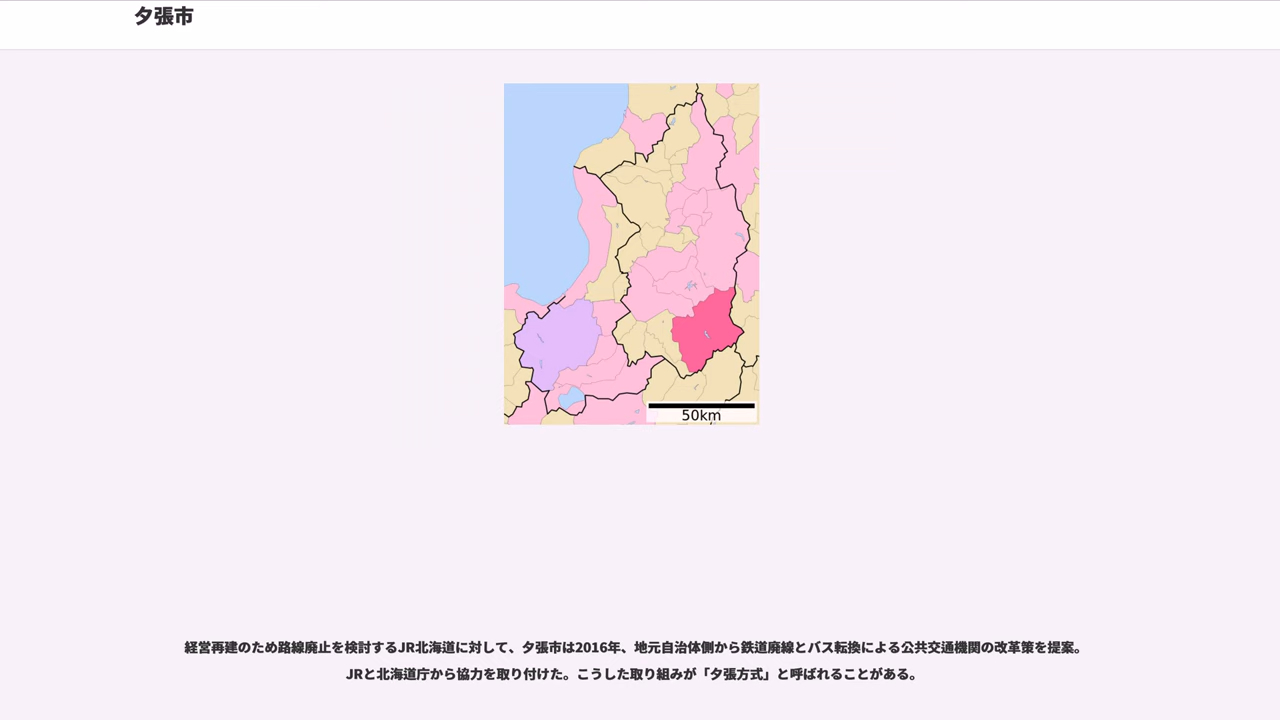 夕張市
50km
経営再建のため路線廃止を検討するJR北海道に対して、夕張市は2016年、地元自治体側から鉄道廃線とバス転換による公共交通機関の改革策を提案。
JRと北海道庁から協力を取り付けた。こうした取り組みが「夕張方式」と呼ばれることがある。